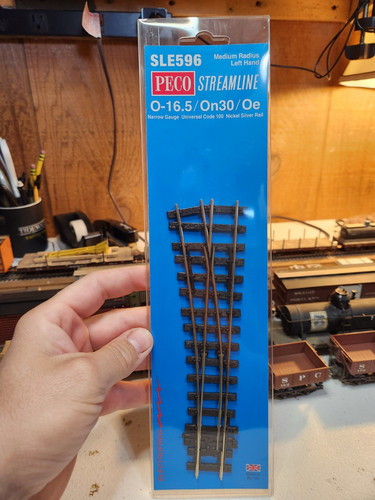 SLE596
Medium Radius
Left Hand
PECO STREAMLINE
O-16.5/On30/Oe
Narrow Gauge Universal Code 100 Nickel Silver Rail
S P C
S P